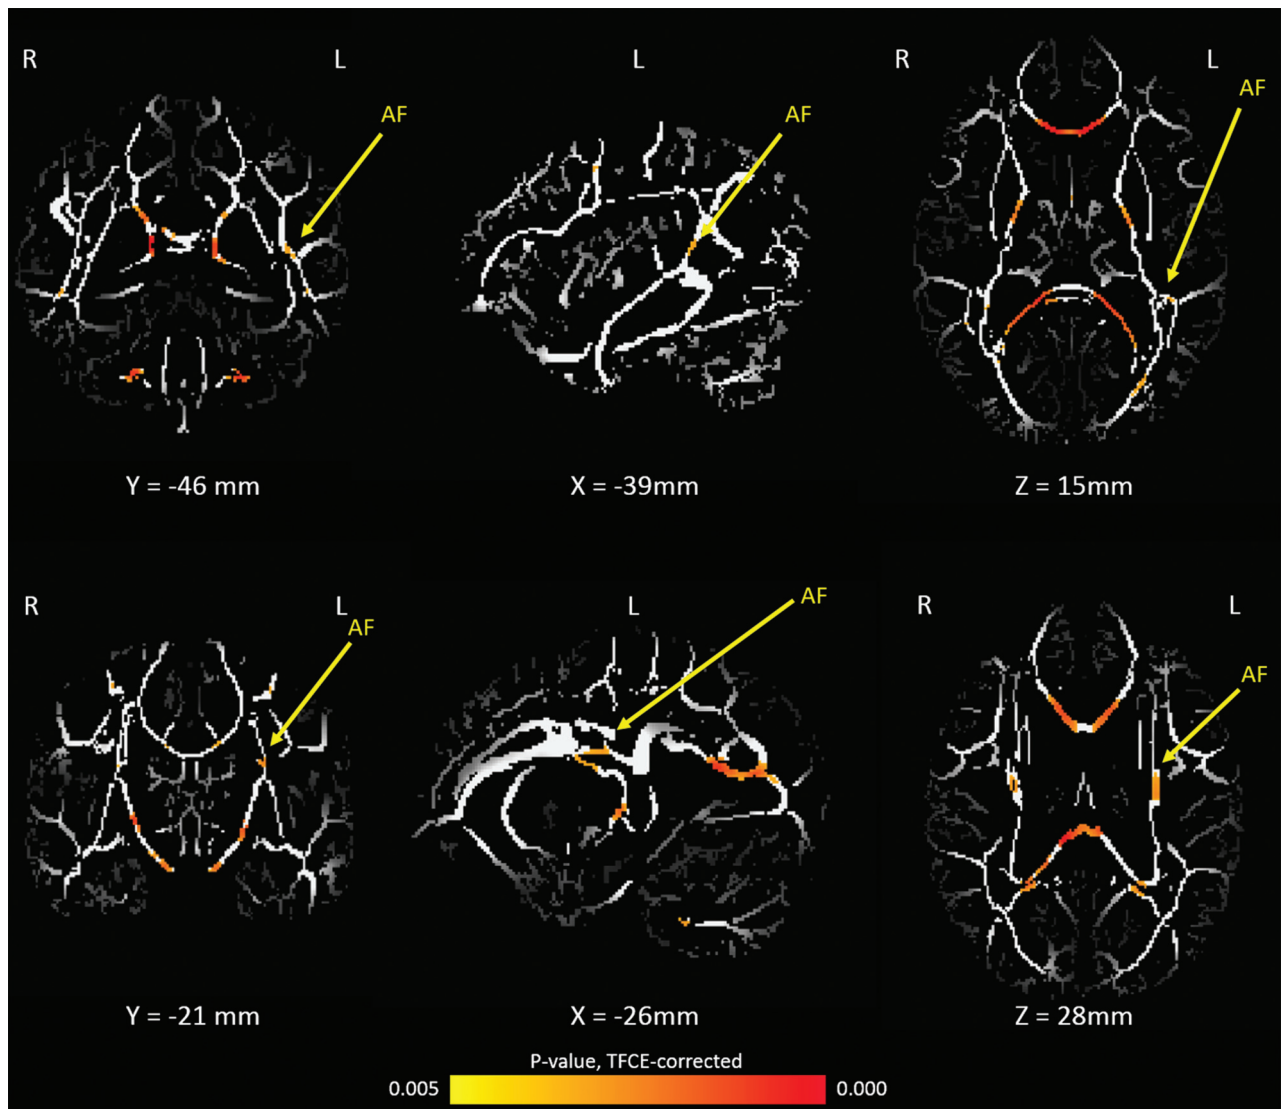 R L L R L
AF AF AF
Y = -46 mm X = -39mm Z = 15mm
R L L R L
AF AF AF
Y = -21 mm X = -26mm Z = 28mm
P-value, TFCE-corrected
0.005 0.000